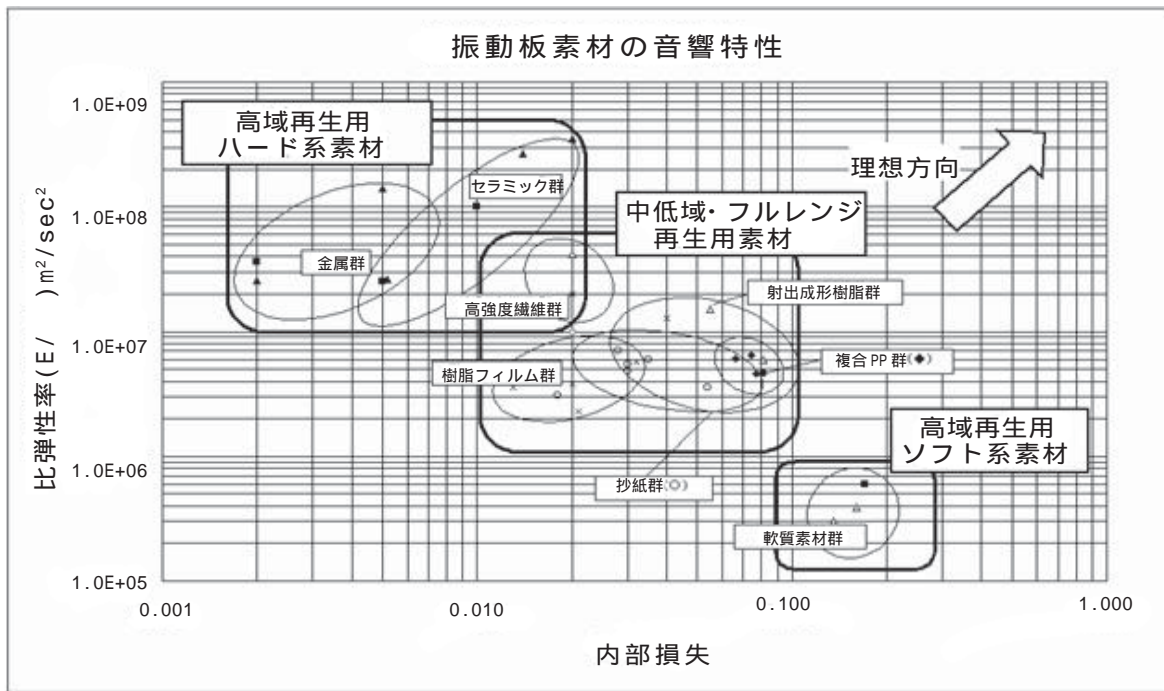 振動板素材の音響特性
1.0E+09
1.0E+08
1.0E+07
1.0E+06
1.0E+05
比弾性率(E/ )m²/sec²
高域再生用
ハード系素材
セラミック群
金属群
高強度繊維群
理想方向
中低域・フルレンジ
再生用素材
射出成形樹脂群
樹脂フィルム群
複合PP群(◆)
抄紙群(○)
高域再生用
ソフト系素材
軟質素材群
0.001
0.010
0.100
1.000
内部損失